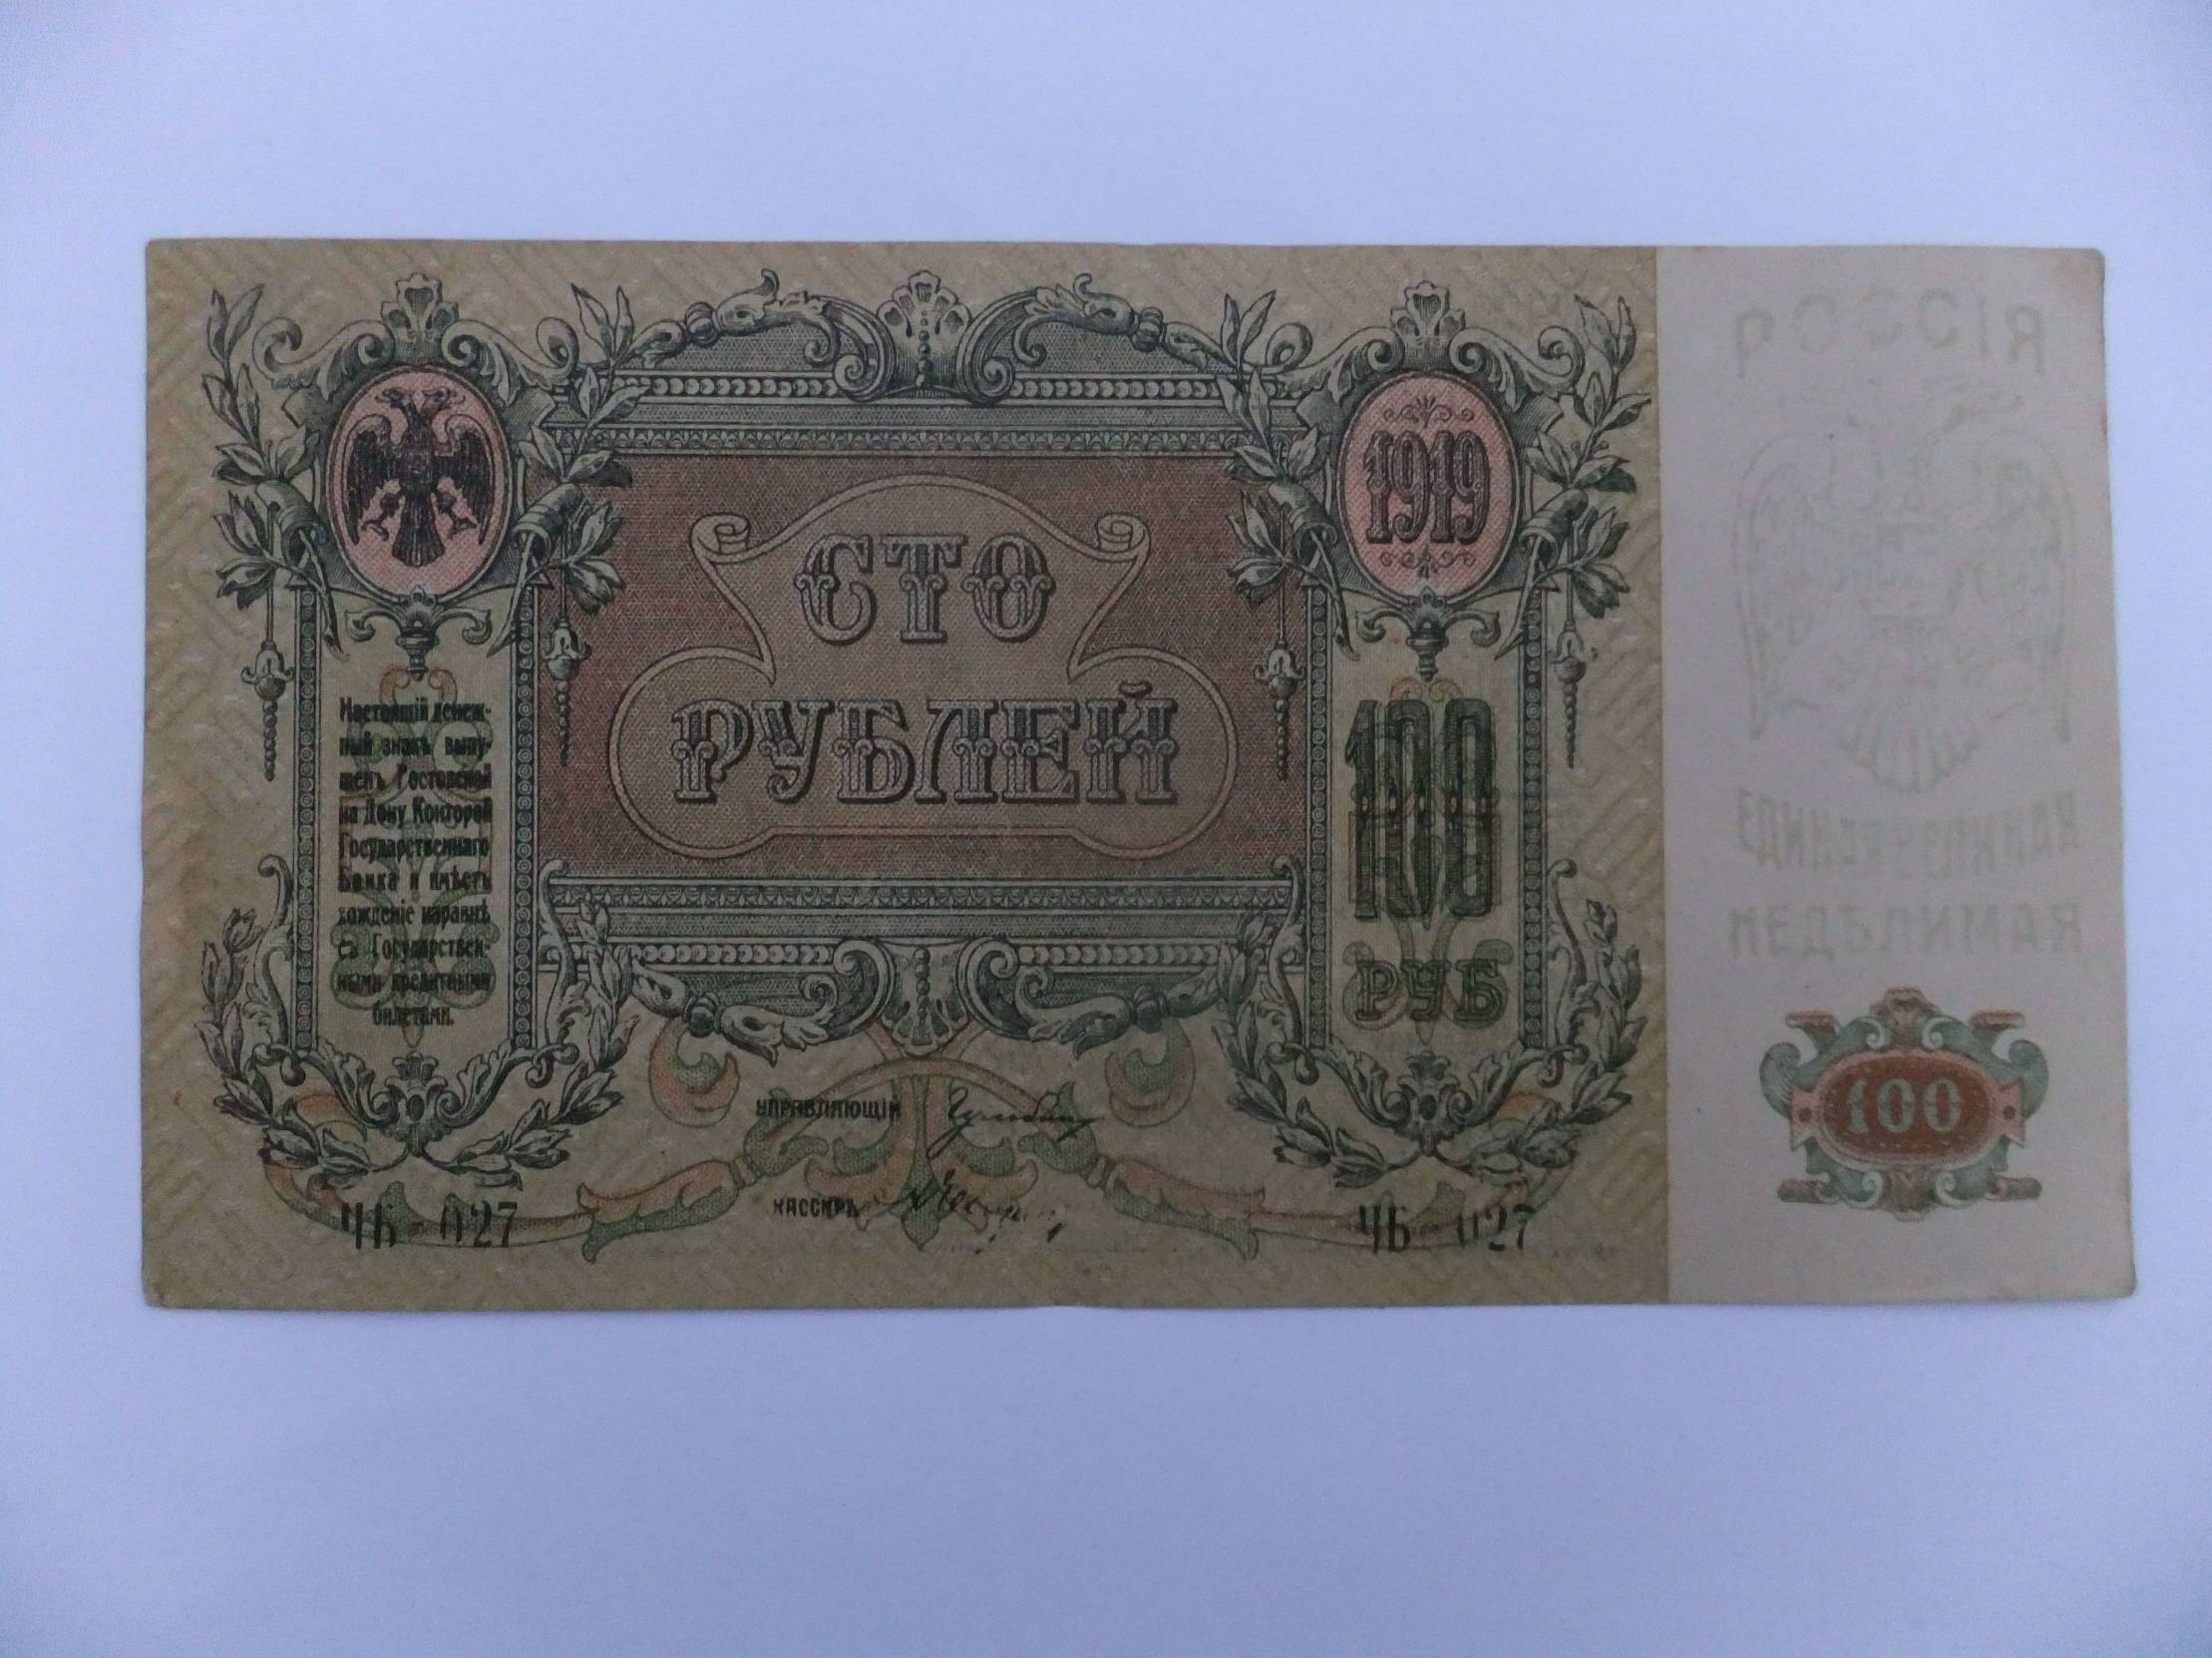 1919
СТО
РУБЛЕЙ
Настоящій денеж-
ный знакъ выпу-
щенъ Ростовской
на Дону Конторой
Государственнаго
Банка и имѣетъ
хожденіе наравнѣ
съ Государствен-
ными кредитными
билетами.
100
РУБ
УПРАВЛЯЮЩІЙ
КАССИРЪ
ЧБ-027
ЧБ-027
РОССІЯ
ЕДИНАЯ ВЕЛИКАЯ
НЕДѢЛИМАЯ
100